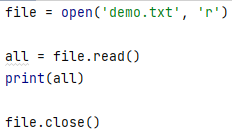 file = open('demo.txt', 'r')
all = file.read()
print(all)
file.close()